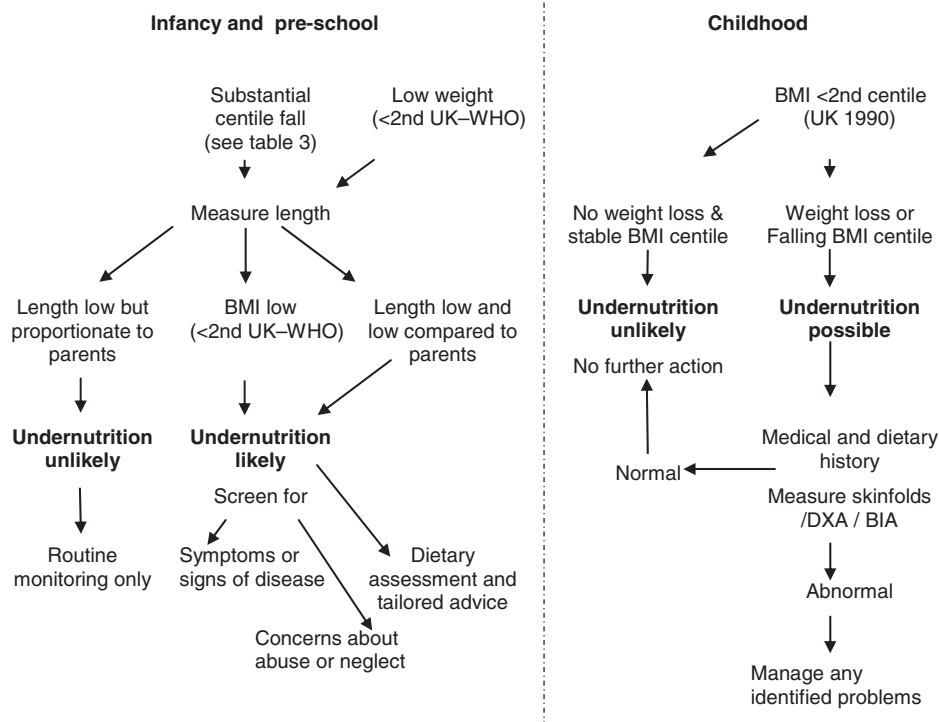 Infancy and pre-school
Substantial
centile fall
(see table 3)
Low weight
(<2nd UK–WHO)
Measure length
Length low but
proportionate to
parents
BMI low
(<2nd UK–WHO)
Length low and
low compared to
parents
Undernutrition
unlikely
Undernutrition
likely
Screen for
Routine
monitoring only
Symptoms or
signs of disease
Dietary
assessment and
tailored advice
Concerns about
abuse or neglect
Childhood
BMI <2nd centile
(UK 1990)
No weight loss &
stable BMI centile
Weight loss or
Falling BMI centile
Undernutrition
unlikely
No further action
Undernutrition
possible
Medical and dietary
history
Normal
Measure skinfolds
/DXA / BIA
Abnormal
Manage any
identified problems